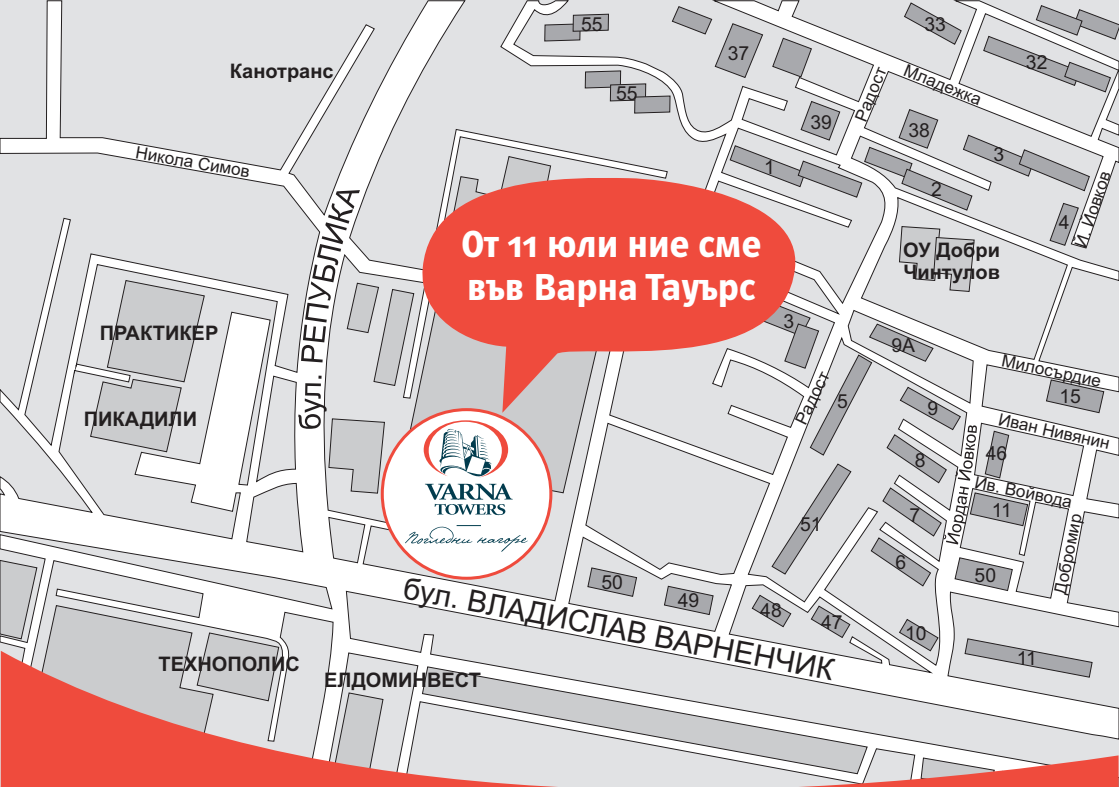 55
33
37
32
Канотранс
Младежка
Радост
55
39
38
Никола Симов
1
3
2
И. Йовков
4
бул. РЕПУБЛИКА
От 11 юли ние сме
във Варна Тауърс
ОУ Добри
Чинтулов
ПРАКТИКЕР
3
9А
Милосърдие
15
Радост
5
9
Иван Нивянин
ПИКАДИЛИ
Йордан Йовков
46
8
VARNA
TOWERS
Погледни нагоре
Ив. Войвода
11
7
51
Добромир
6
50
50
49
48
47
10
бул. ВЛАДИСЛАВ ВАРНЕНЧИК
11
ТЕХНОПОЛИС
ЕЛДОМИНВЕСТ